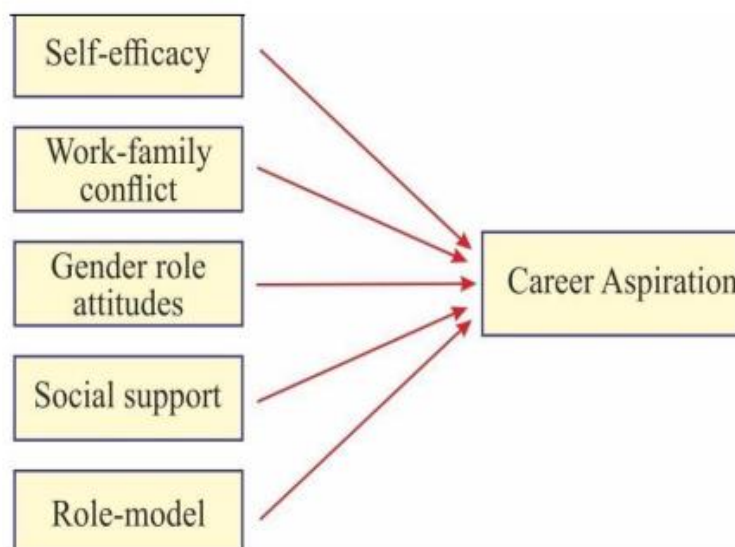 Self-efficacy
Work-family
conflict
Gender role
attitudes
Career Aspiration
Social support
Role-model